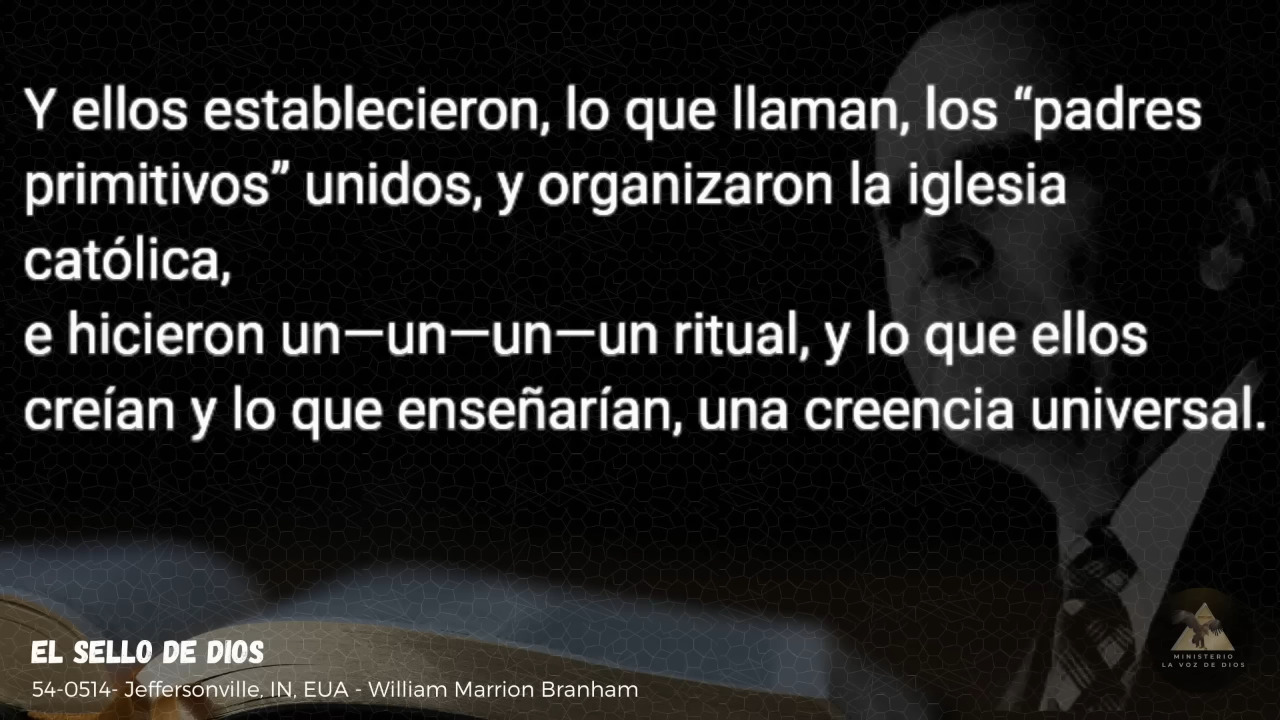 Y ellos establecieron, lo que llaman, los “padres
primitivos” unidos, y organizaron la iglesia
católica,
e hicieron un—un—un—un ritual, y lo que ellos
creían y lo que enseñarían, una creencia universal.
EL SELLO DE DIOS
54-0514- Jeffersonville, IN, EUA - William Marrion Branham
MINISTERIO
LA VOZ DE DIOS